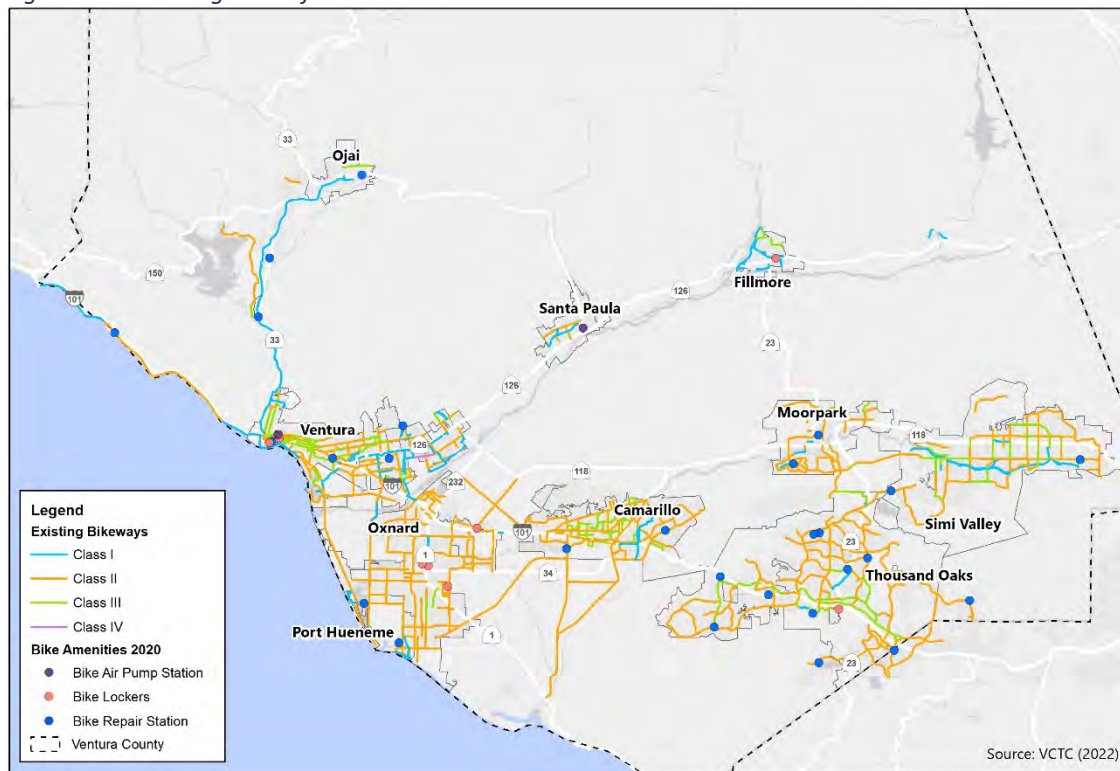 33
Ojai
150
101
Fillmore
126
Santa Paula
33
23
126
Moorpark
Ventura
126
118
118
101
232
Camarillo
Oxnard
101
Simi Valley
23
1
34
Thousand Oaks
Port Hueneme
1
23
Legend
Existing Bikeways
Class I
Class II
Class III
Class IV
Bike Amenities 2020
Bike Air Pump Station
Bike Lockers
Bike Repair Station
Ventura County
Source: VCTC (2022)